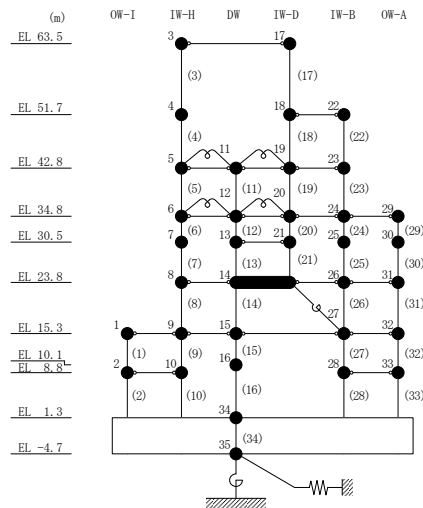 (m) OW-I IW-H DW IW-D IW-B OW-A
EL 63.5 3 17
(3) (17)
EL 51.7 4 18 22
(4) (18) (22)
EL 42.8 5 11 19 23
(5) (11) (19) (23)
EL 34.8 6 12 20 24 29
(6) (12) (20) (24) (29)
EL 30.5 7 13 21 25 30
(7) (13) (21) (25) (30)
EL 23.8 8 14 26 31
(8) (14) (26) (31)
27
EL 15.3 1 9 15 32
(1) (9) (15) (27) (32)
EL 10.1 16
EL 8.8 2 10 28 33
(2) (10) (16) (28) (33)
EL 1.3 34
(34)
EL -4.7 35